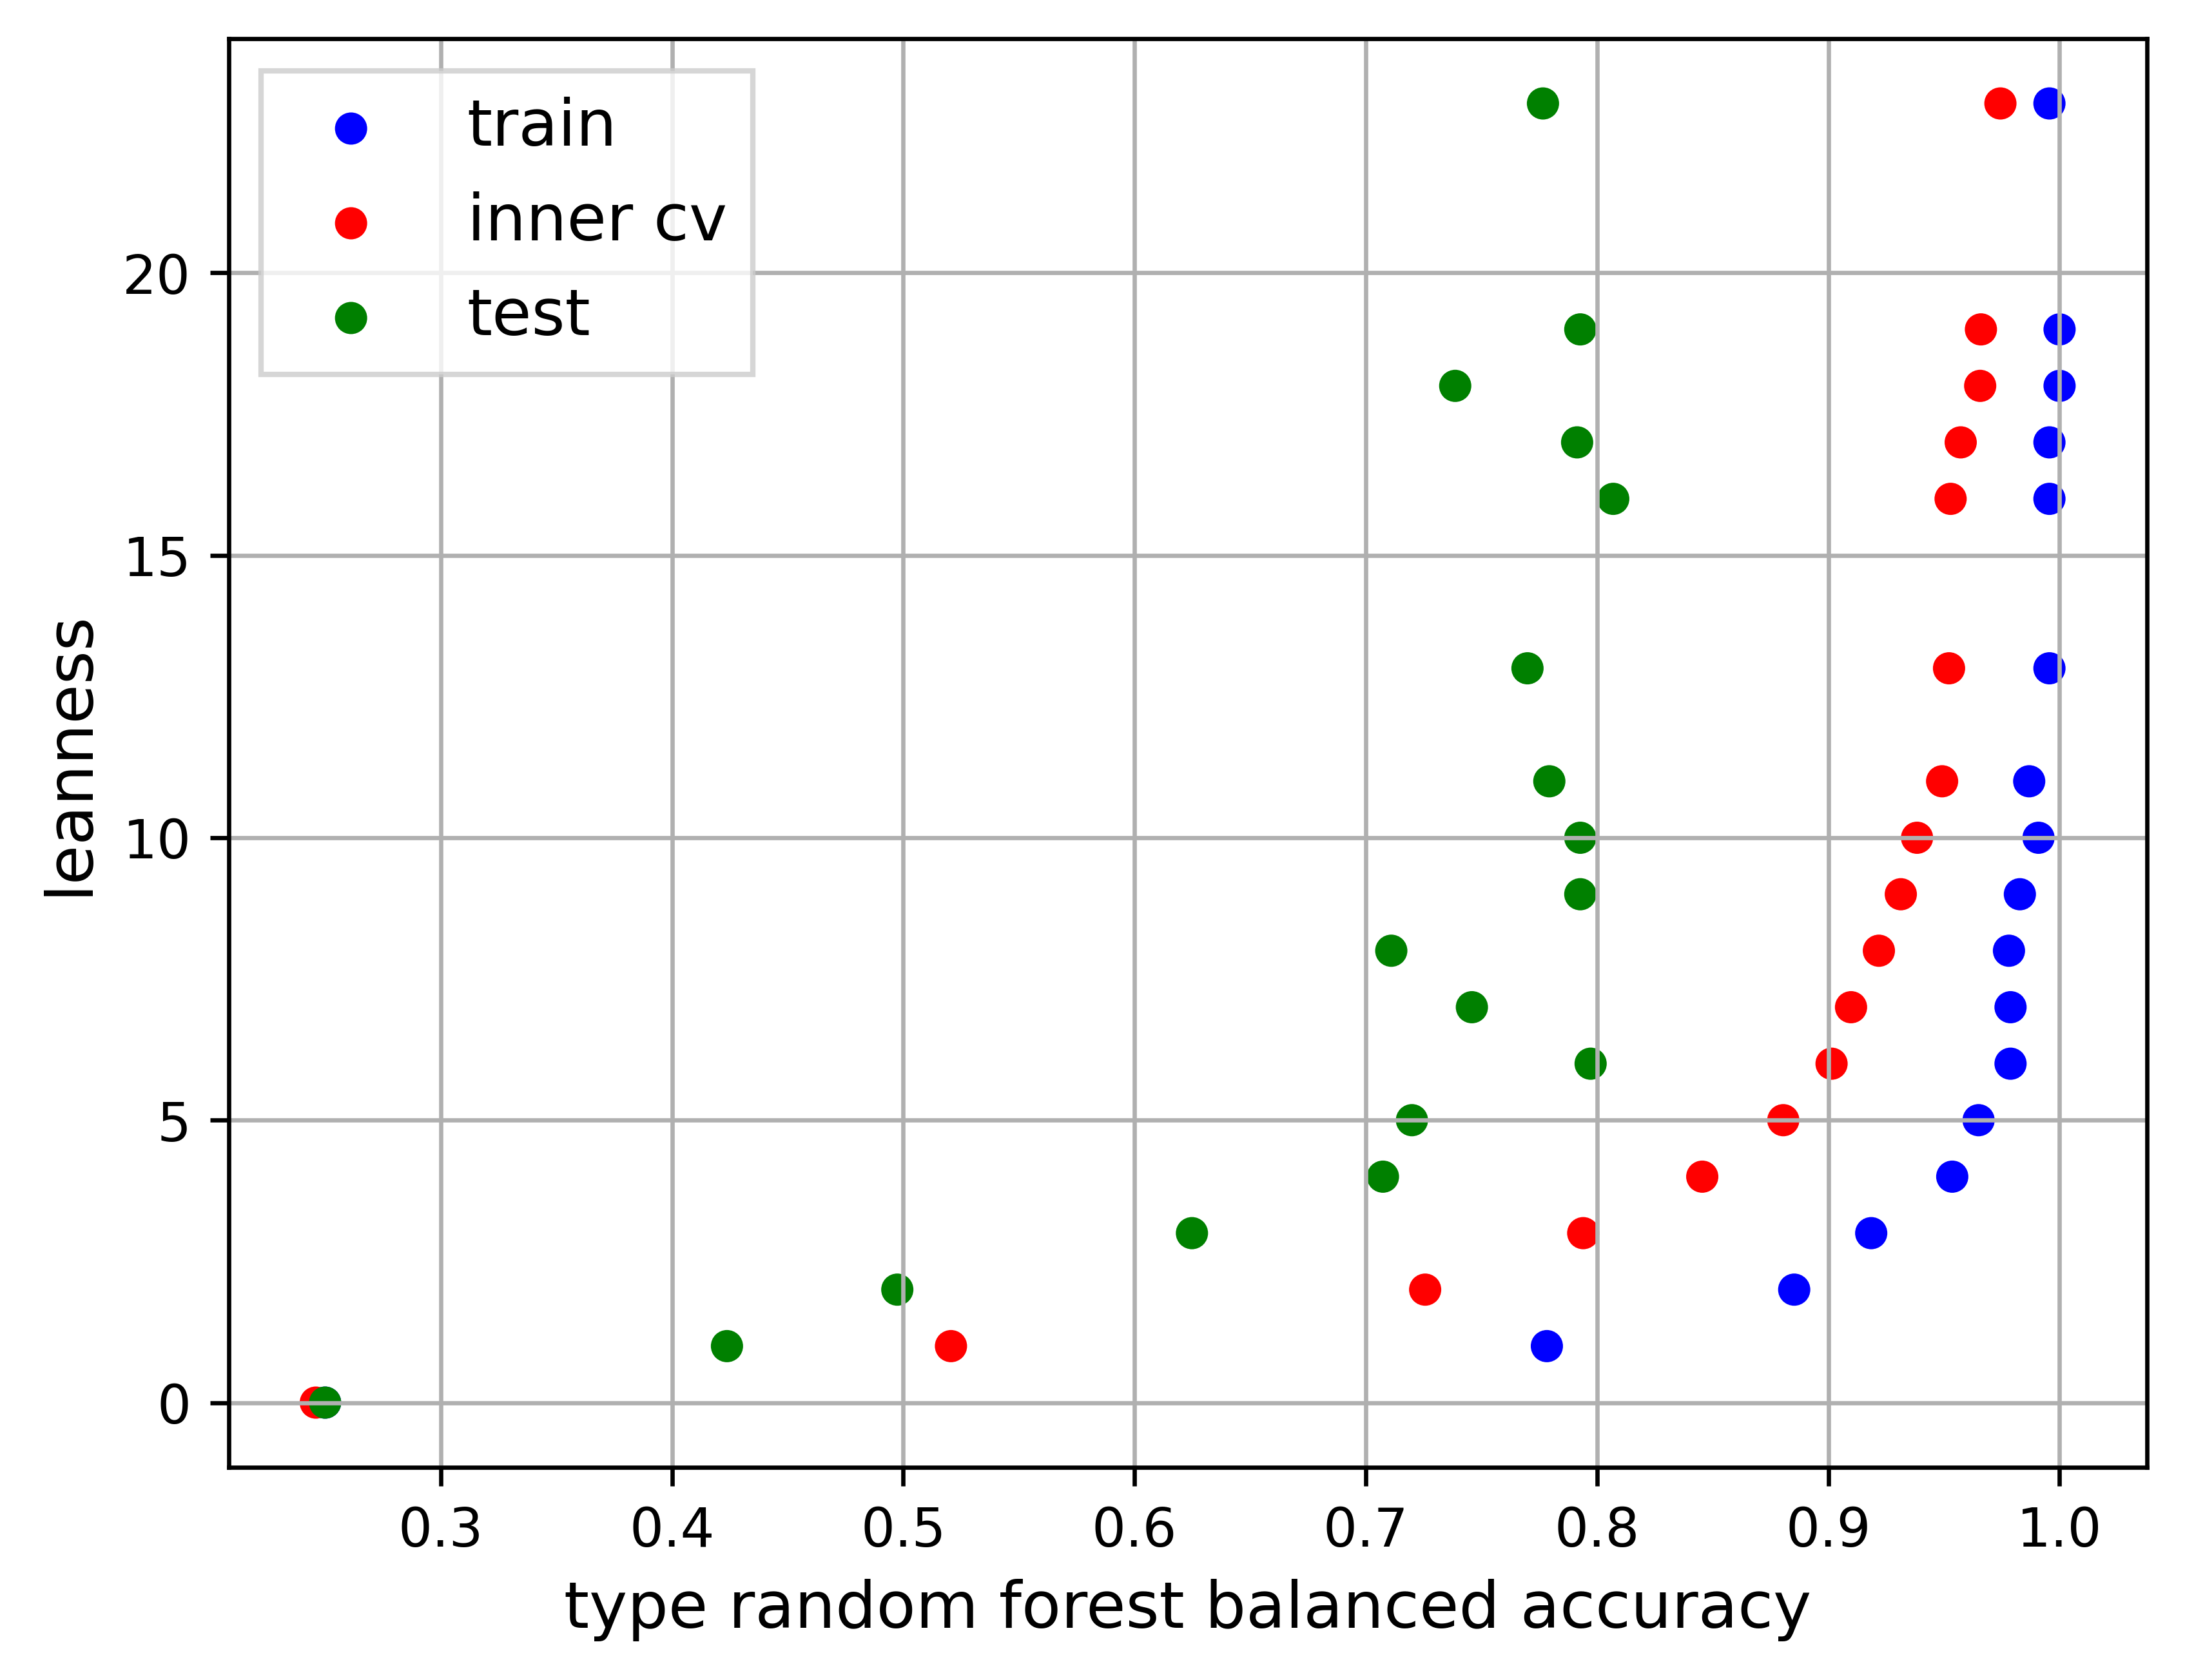 train
inner cv
test
20
15
10
5
0
leanness
0.3 0.4 0.5 0.6 0.7 0.8 0.9 1.0
type random forest balanced accuracy